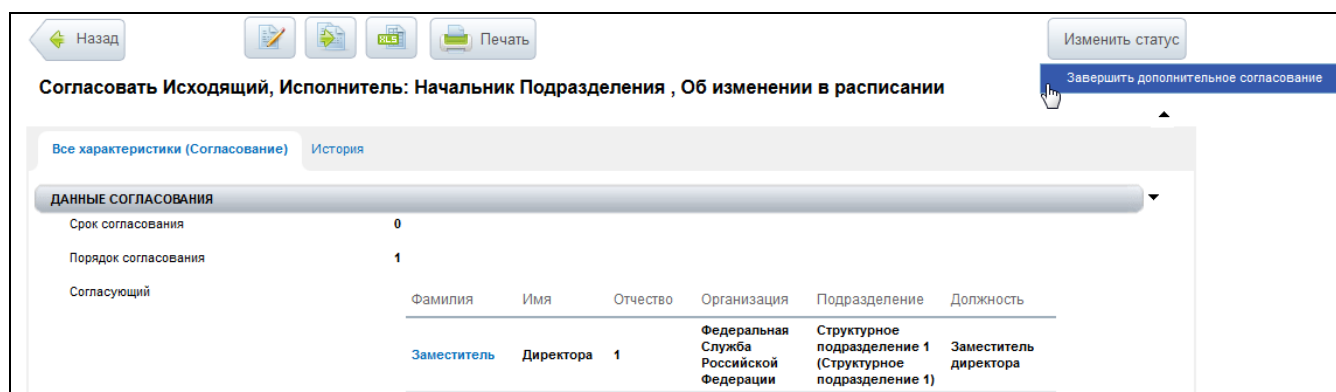 Назад
XLS
Печать
Изменить статус
Завершить дополнительное согласование
Согласовать Исходящий, Исполнитель: Начальник Подразделения , Об изменении в расписании
Все характеристики (Согласование) История
ДАННЫЕ СОГЛАСОВАНИЯ
Срок согласования 0
Порядок согласования 1
Согласующий
Фамилия Имя Отчество Организация Подразделение Должность
Заместитель Директора 1 Федеральная Служба Российской Федерации Структурное подразделение 1 (Структурное подразделение 1) Заместитель директора